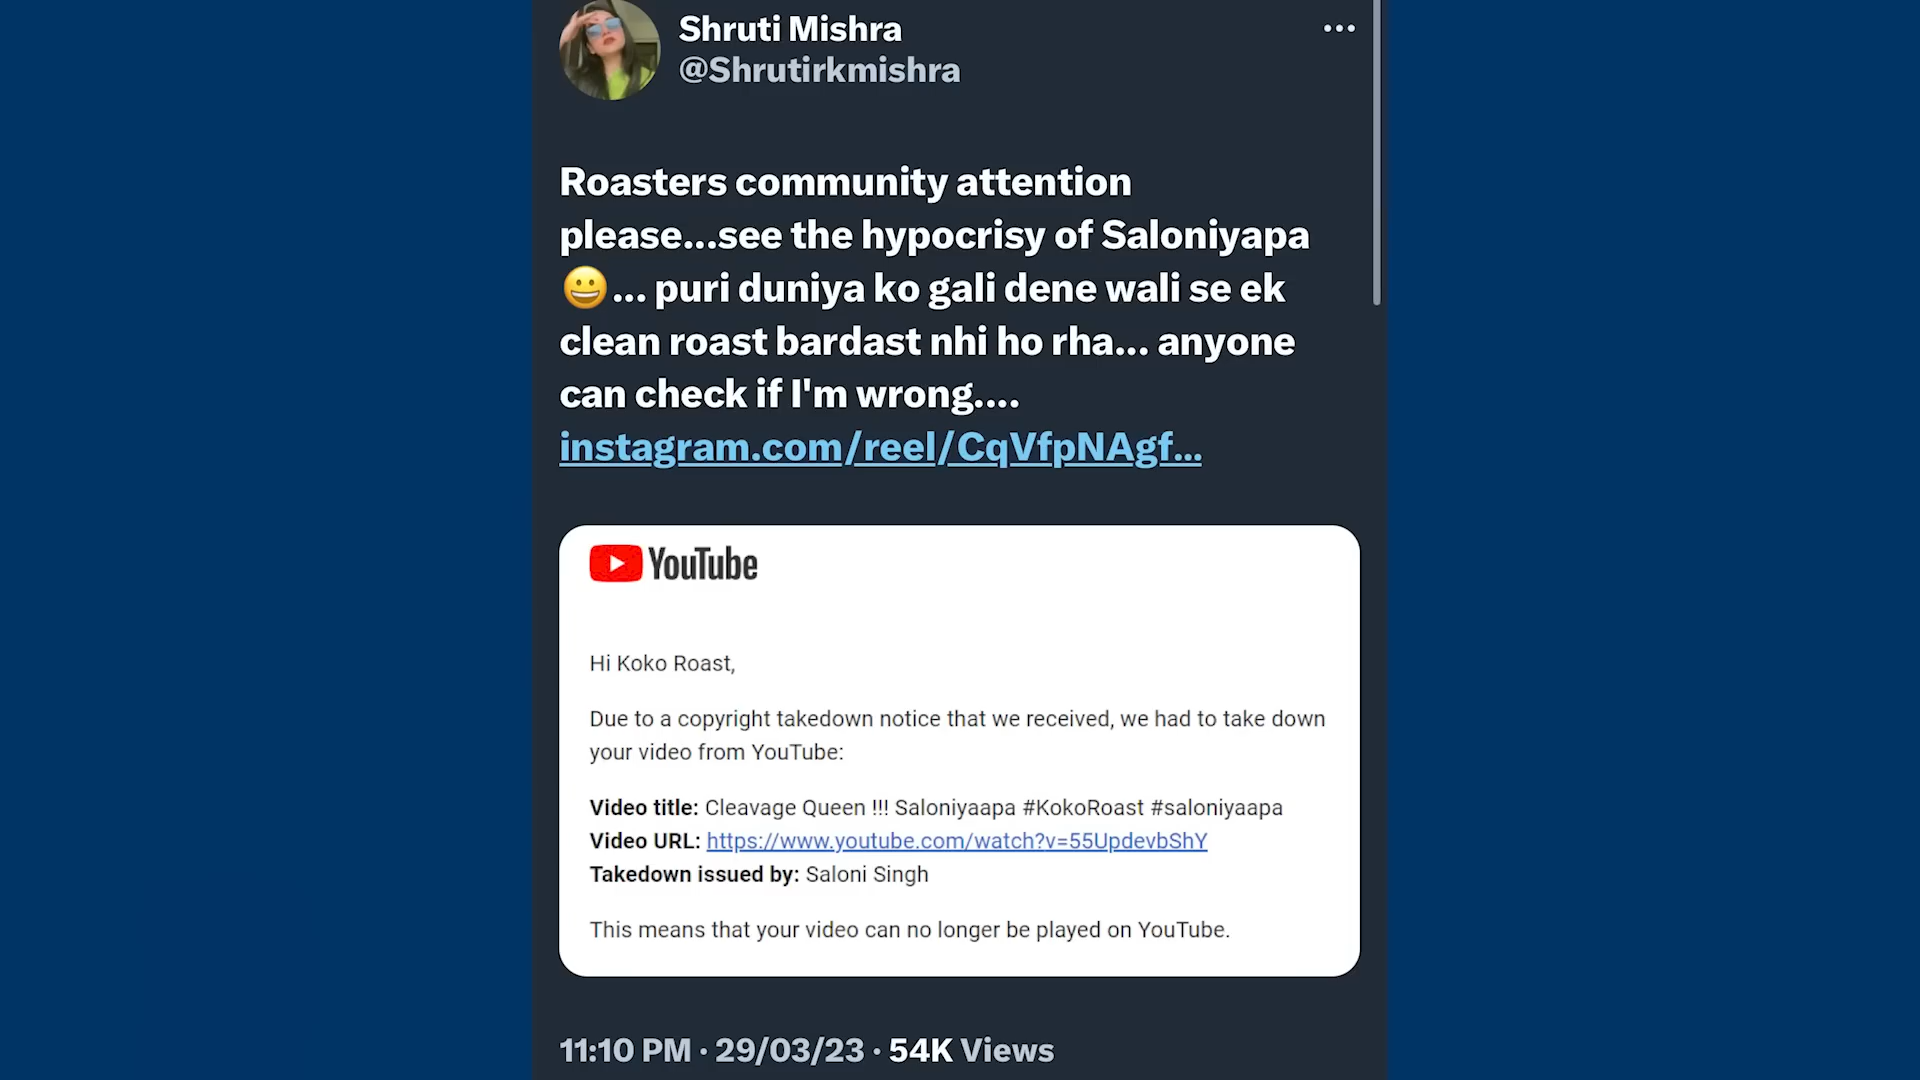 Shruti Mishra
@Shrutirkmishra
Roasters community attention
please...see the hypocrisy of Saloniyapa
😀... puri duniya ko gali dene wali se ek
clean roast bardast nhi ho rha... anyone
can check if I'm wrong....
instagram.com/reel/CqVfpNAgf...
YouTube
Hi Koko Roast,
Due to a copyright takedown notice that we received, we had to take down
your video from YouTube:
Video title: Cleavage Queen !!! Saloniyaapa #KokoRoast #saloniyaapa
Video URL: https://www.youtube.com/watch?v=55UpdevbShY
Takedown issued by: Saloni Singh
This means that your video can no longer be played on YouTube.
11:10 PM · 29/03/23 · 54K Views